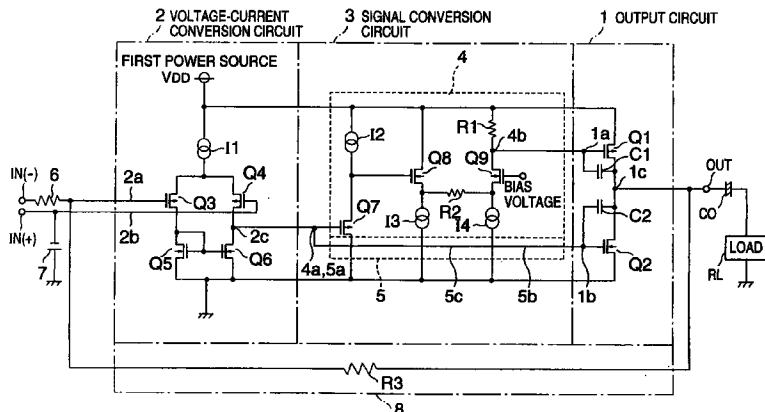 2 VOLTAGE-CURRENT
CONVERSION CIRCUIT
3 SIGNAL CONVERSION
CIRCUIT
1 OUTPUT CIRCUIT
FIRST POWER SOURCE
VDD
4
I1
I2
R1
4b
1a
Q1
C1
1c
OUT
IN(-)
6
2a
Q3
Q4
Q8
Q9
BIAS
VOLTAGE
IN(+)
2b
2c
Q7
R2
I3
I4
C2
CO
7
Q5
Q6
4a,5a
5
5c
5b
1b
Q2
RL
LOAD
R3
8